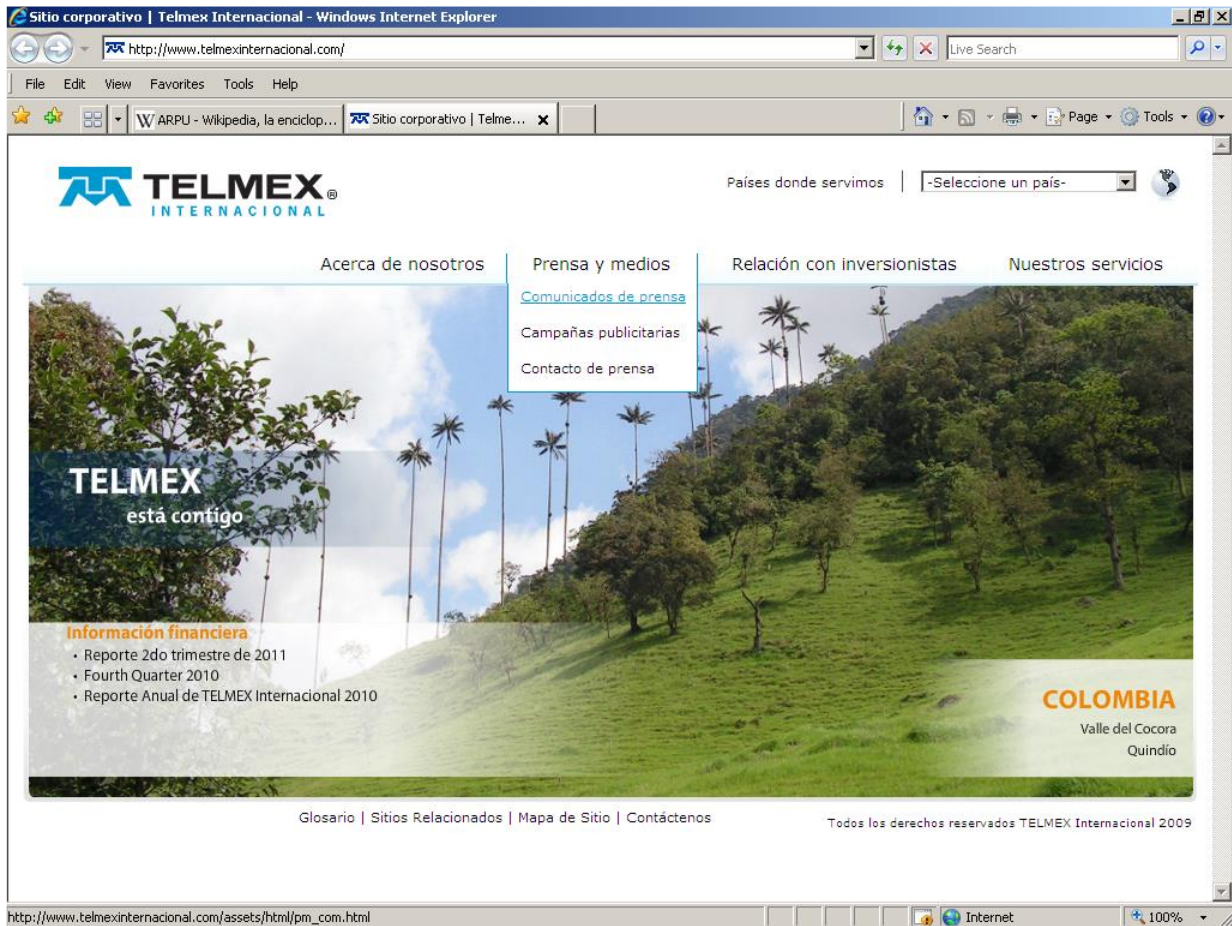 Sitio corporativo | Telmex Internacional - Windows Internet Explorer
http://www.telmexinternacional.com/
Live Search
File Edit View Favorites Tools Help
W ARPU - Wikipedia, la enciclop...
Sitio corporativo | Telme...
Page Tools
TELMEX®
INTERNACIONAL
Países donde servimos | -Seleccione un país-
Acerca de nosotros Prensa y medios Relación con inversionistas Nuestros servicios
Comunicados de prensa
Campañas publicitarias
Contacto de prensa
TELMEX
está contigo
Información financiera
• Reporte 2do trimestre de 2011
• Fourth Quarter 2010
• Reporte Anual de TELMEX Internacional 2010
COLOMBIA
Valle del Cocora
Quindío
Glosario | Sitios Relacionados | Mapa de Sitio | Contáctenos
Todos los derechos reservados TELMEX Internacional 2009
http://www.telmexinternacional.com/assets/html/pm_com.html
Internet
100%